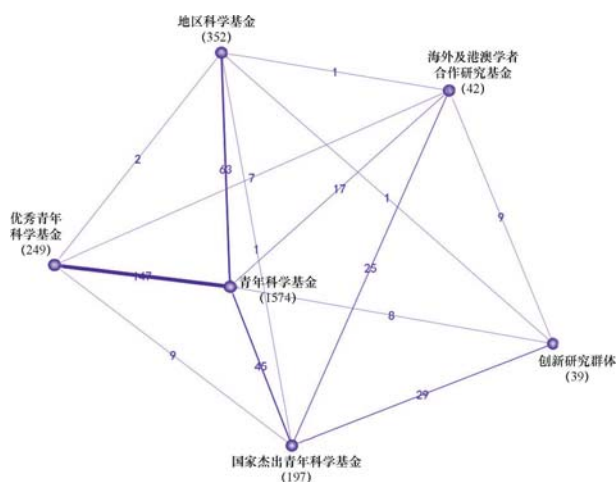 地区科学基金
(352)
海外及港澳学者
合作研究基金
(42)
1
2
63
7
17
1
9
优秀青年
科学基金
(249)
1
25
147
青年科学基金
(1574)
8
创新研究群体
(39)
9
45
29
国家杰出青年科学基金
(197)